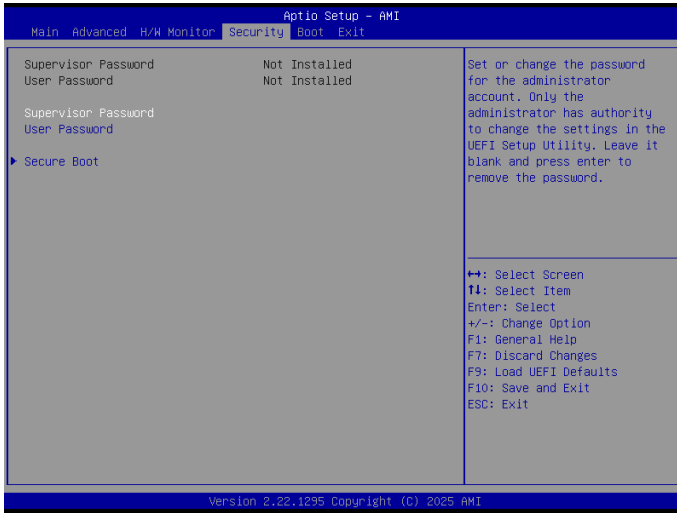 Aptio Setup – AMI
Main Advanced H/W Monitor Security Boot Exit
Supervisor Password Not Installed
User Password Not Installed
Supervisor Password
User Password
Secure Boot
Set or change the password
for the administrator
account. Only the
administrator has authority
to change the settings in the
UEFI Setup Utility. Leave it
blank and press enter to
remove the password.
↔: Select Screen
↑↓: Select Item
Enter: Select
+/-: Change Option
F1: General Help
F7: Discard Changes
F9: Load UEFI Defaults
F10: Save and Exit
ESC: Exit
Version 2.22.1295 Copyright (C) 2025 AMI